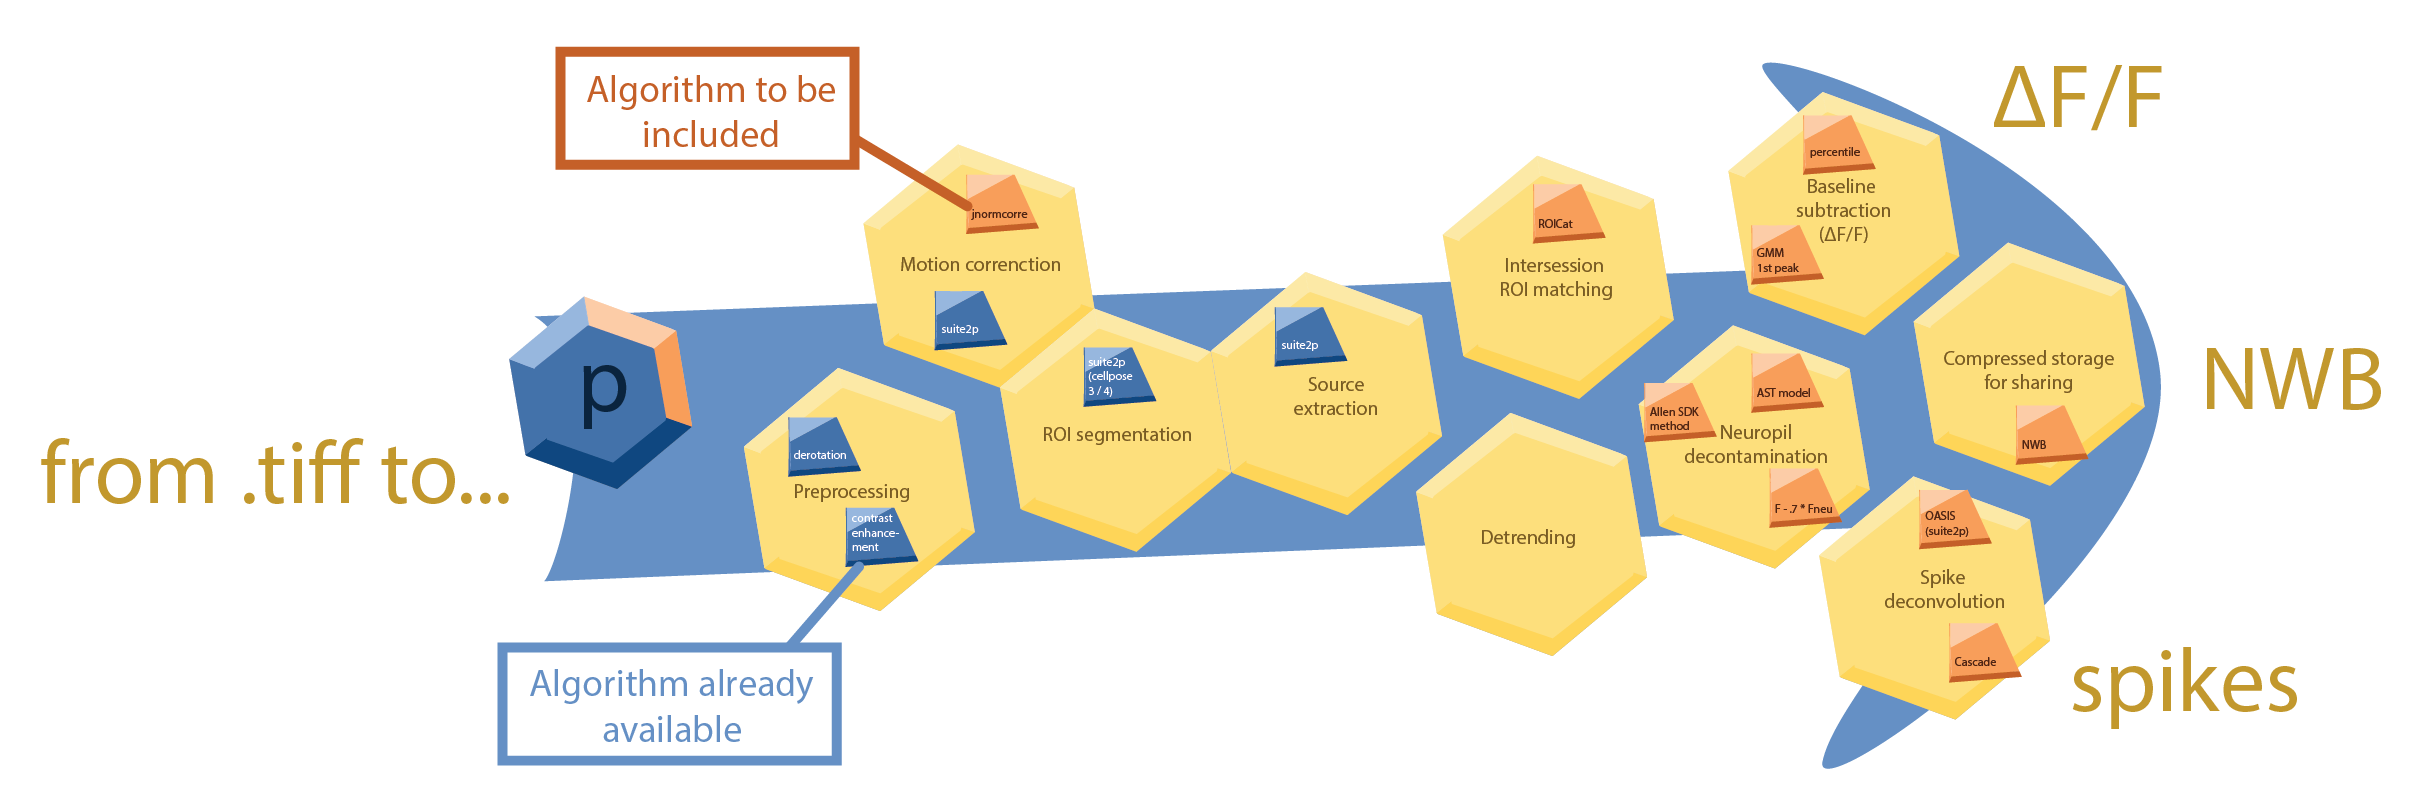 Algorithm to be
included
from .tiff to...
p
derotation
Preprocessing
contrast
enhance-
ment
Algorithm already
available
jnormcorre
Motion correnction
suite2p
suite2p
(cellpose
3 / 4)
ROI segmentation
suite2p
Source
extraction
ROICat
Intersession
ROI matching
Detrending
percentile
Baseline
subtraction
(ΔF/F)
GMM
1st peak
AST model
Allen SDK
method
Neuropil
decontamination
F - .7 * Fneu
Compressed storage
for sharing
NWB
OASIS
(suite2p)
Spike
deconvolution
Cascade
ΔF/F
NWB
spikes